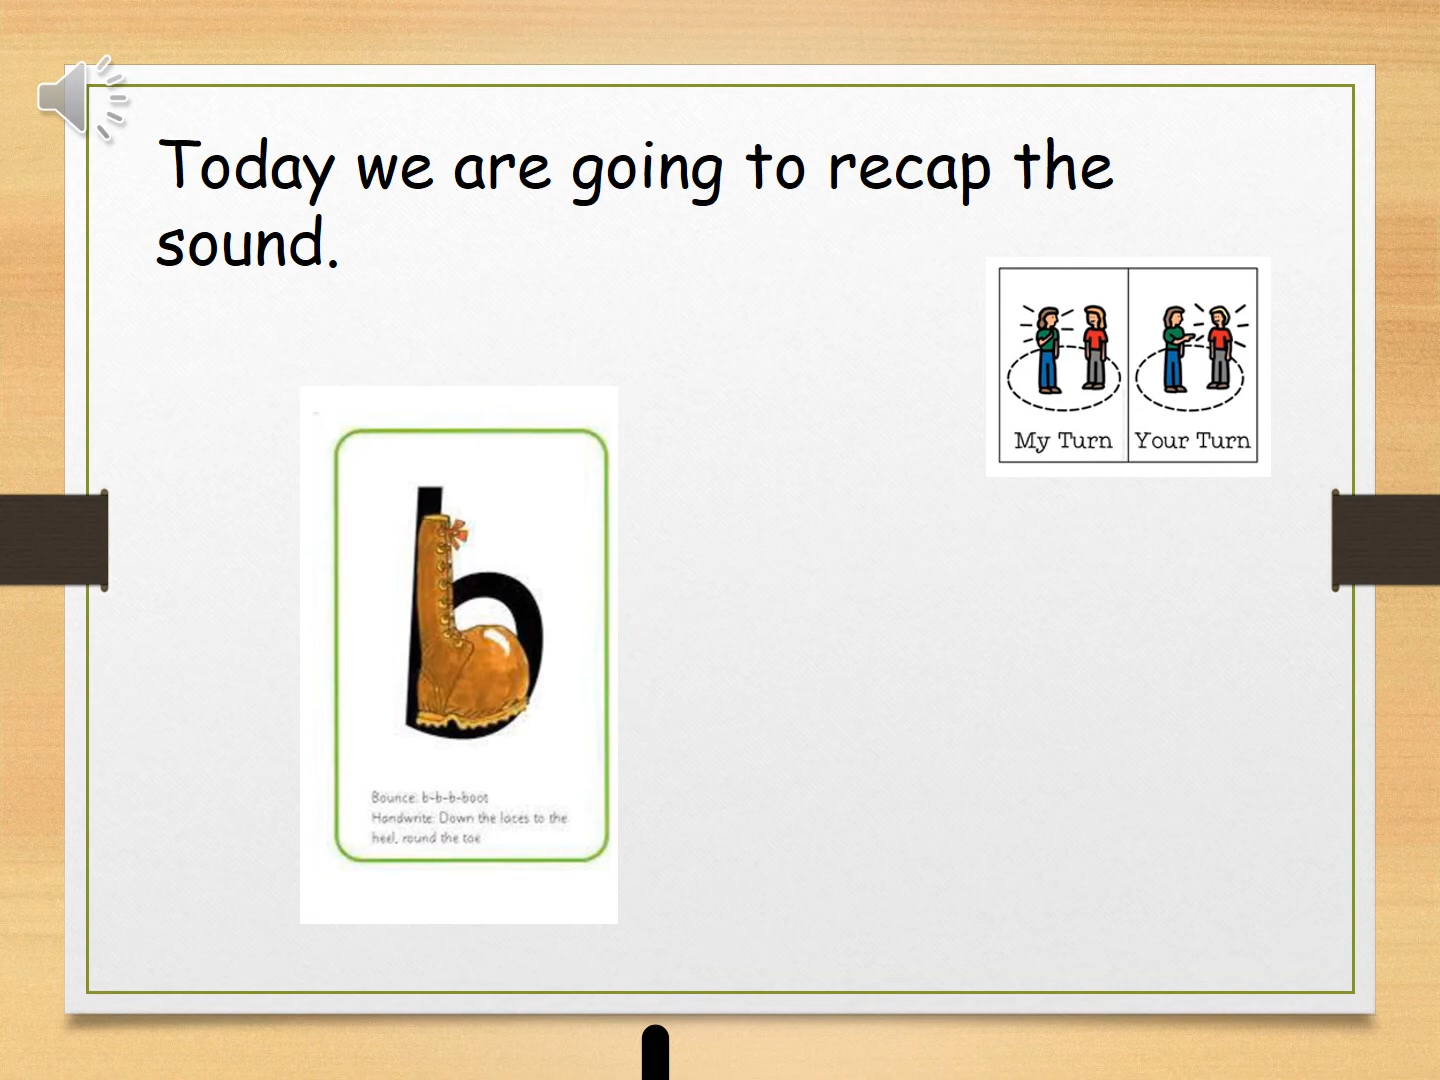 Today we are going to recap the
sound.
My Turn
Your Turn
b
Bounce: b-b-b-boot
Handwrite: Down the laces to the
heel, round the toe